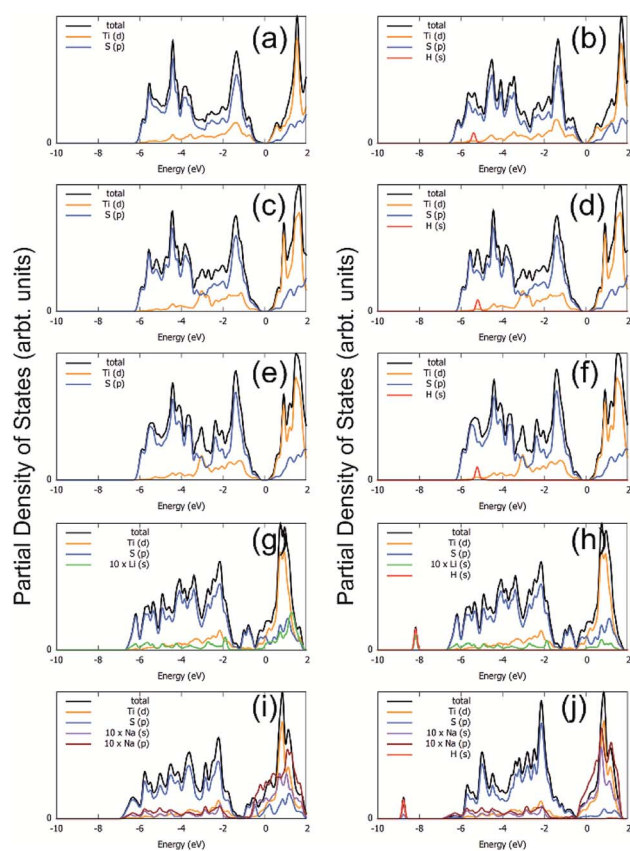 Partial Density of States (arbt. units)
Partial Density of States (arbt. units)
(a)
total
Ti (d)
S (p)
0
-10 -8 -6 -4 -2 0 2
Energy (eV)
(b)
total
Ti (d)
S (p)
H (s)
0
-10 -8 -6 -4 -2 0 2
Energy (eV)
(c)
total
Ti (d)
S (p)
0
-10 -8 -6 -4 -2 0 2
Energy (eV)
(d)
total
Ti (d)
S (p)
H (s)
0
-10 -8 -6 -4 -2 0 2
Energy (eV)
(e)
total
Ti (d)
S (p)
0
-10 -8 -6 -4 -2 0 2
Energy (eV)
(f)
total
Ti (d)
S (p)
H (s)
0
-10 -8 -6 -4 -2 0 2
Energy (eV)
(g)
total
Ti (d)
S (p)
10 x Li (s)
0
-10 -8 -6 -4 -2 0 2
Energy (eV)
(h)
total
Ti (d)
S (p)
10 x Li (s)
H (s)
0
-10 -8 -6 -4 -2 0 2
Energy (eV)
(i)
total
Ti (d)
S (p)
10 x Na (s)
10 x Na (p)
0
-10 -8 -6 -4 -2 0 2
Energy (eV)
(j)
total
Ti (d)
S (p)
10 x Na (s)
10 x Na (p)
H (s)
0
-10 -8 -6 -4 -2 0 2
Energy (eV)